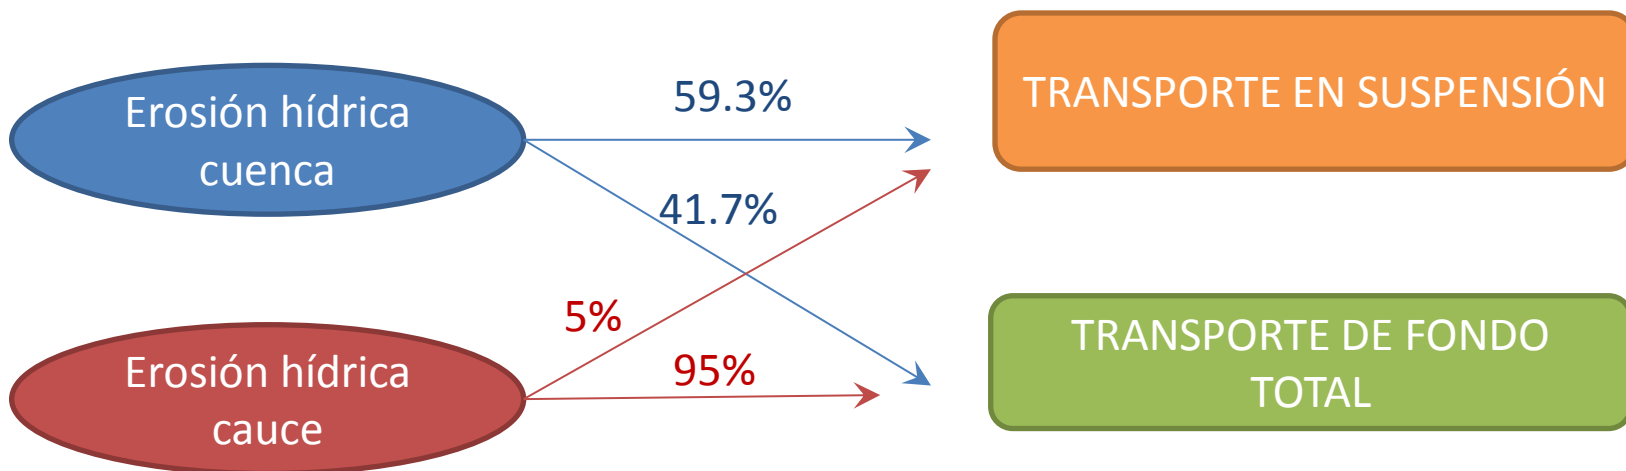 Erosión hídrica
cuenca
59.3%
41.7%
TRANSPORTE EN SUSPENSIÓN
Erosión hídrica
cauce
5%
95%
TRANSPORTE DE FONDO
TOTAL